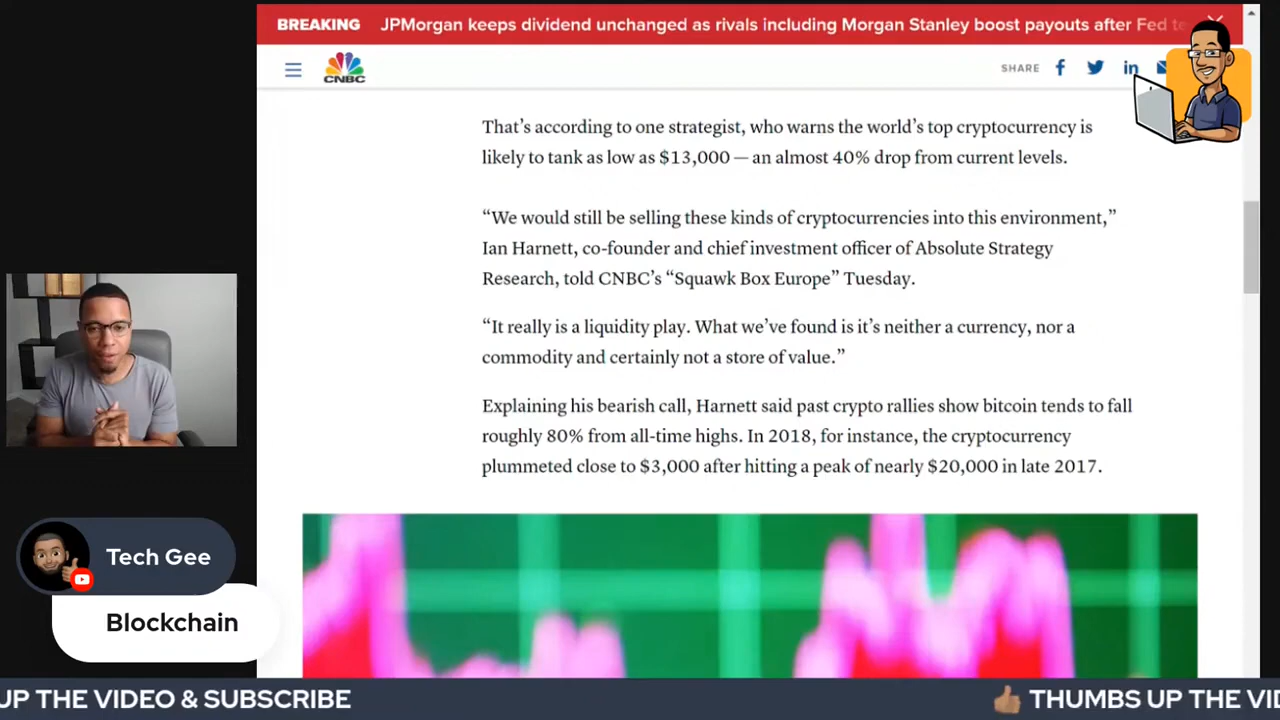 BREAKING JPMorgan keeps dividend unchanged as rivals including Morgan Stanley boost payouts after Fed te
CNBC
SHARE
That’s according to one strategist, who warns the world’s top cryptocurrency is
likely to tank as low as $13,000 — an almost 40% drop from current levels.
“We would still be selling these kinds of cryptocurrencies into this environment,”
Ian Harnett, co-founder and chief investment officer of Absolute Strategy
Research, told CNBC’s “Squawk Box Europe” Tuesday.
“It really is a liquidity play. What we’ve found is it’s neither a currency, nor a
commodity and certainly not a store of value.”
Explaining his bearish call, Harnett said past crypto rallies show bitcoin tends to fall
roughly 80% from all-time highs. In 2018, for instance, the cryptocurrency
plummeted close to $3,000 after hitting a peak of nearly $20,000 in late 2017.
Tech Gee
Blockchain
UP THE VIDEO & SUBSCRIBE
THUMBS UP THE VID